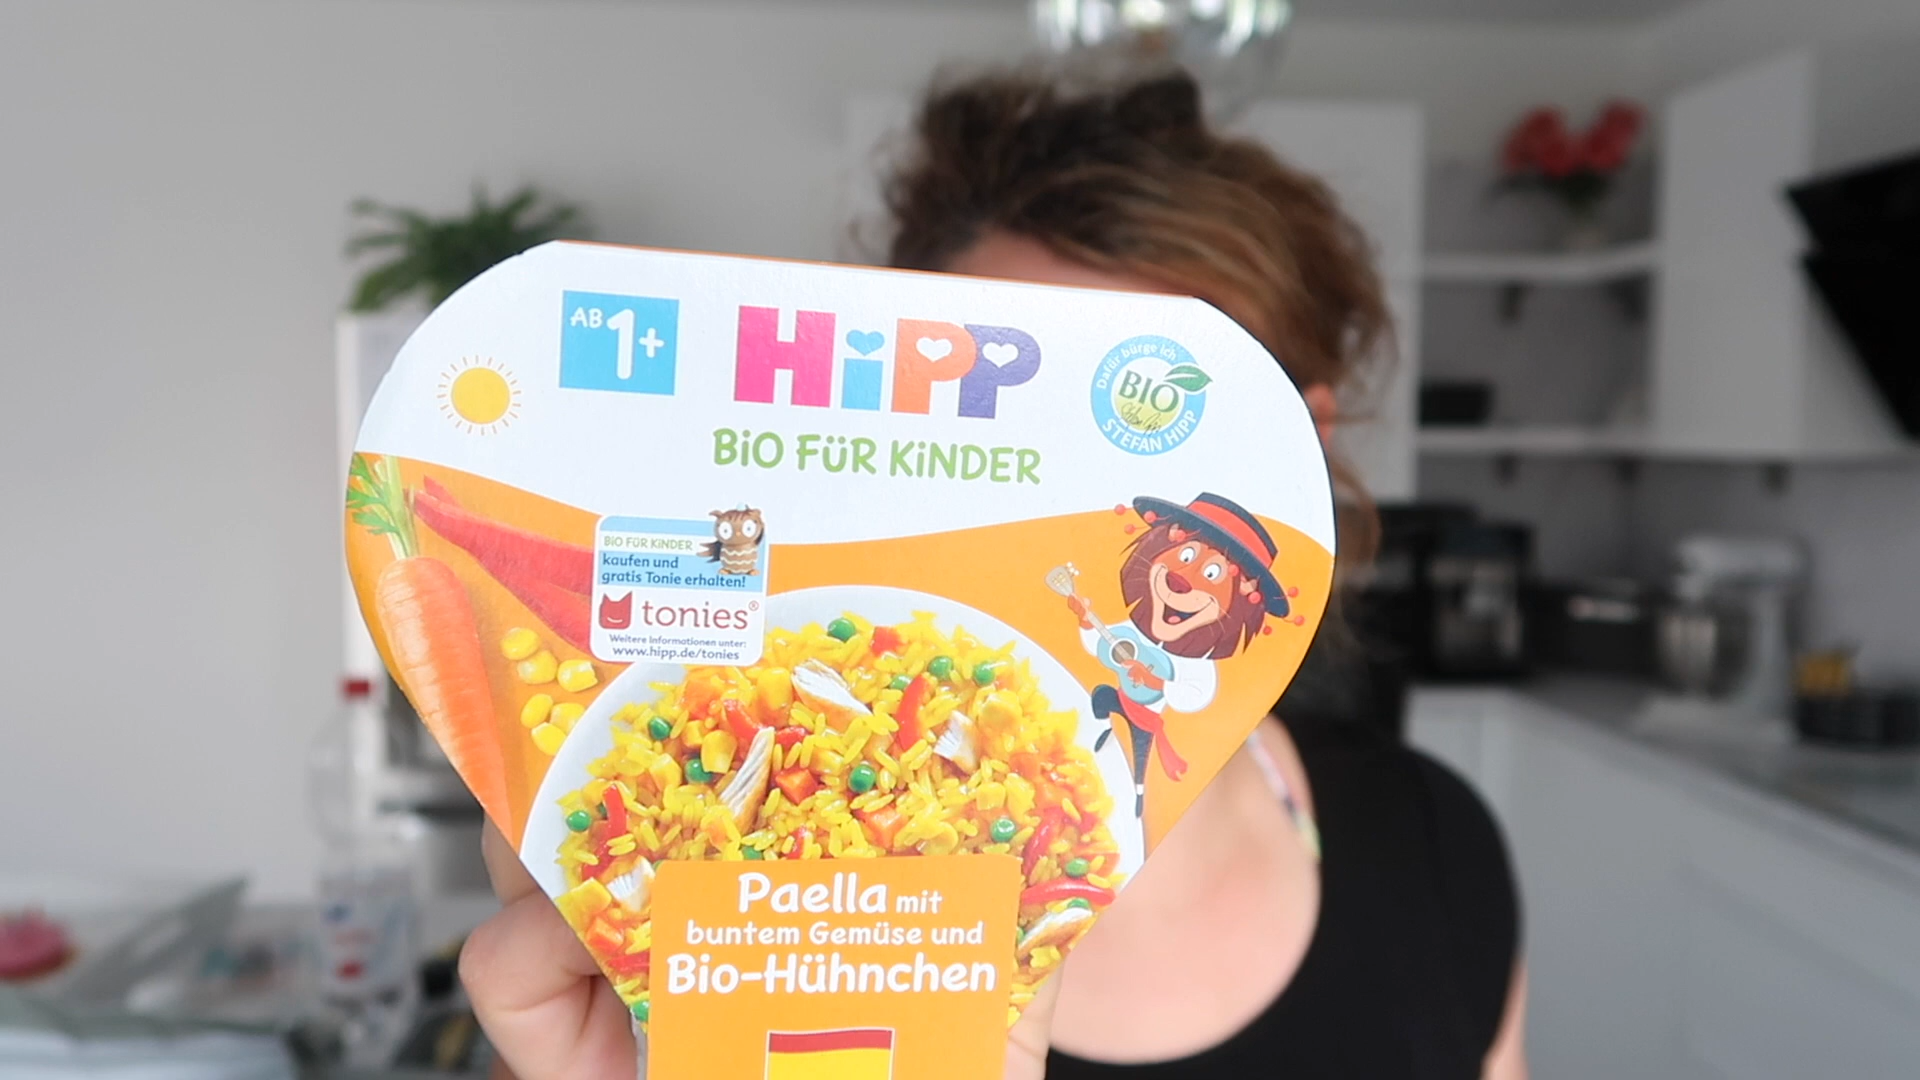 AB 1+
HiPP
BiO FÜR KiNDER
Dafür bürge ich
BIO
STEFAN HIPP
BiO FÜR KiNDER
kaufen und
gratis Tonie erhalten!
tonies®
Weitere Informationen unter:
www.hipp.de/tonies
Paella mit
buntem Gemüse und
Bio-Hühnchen